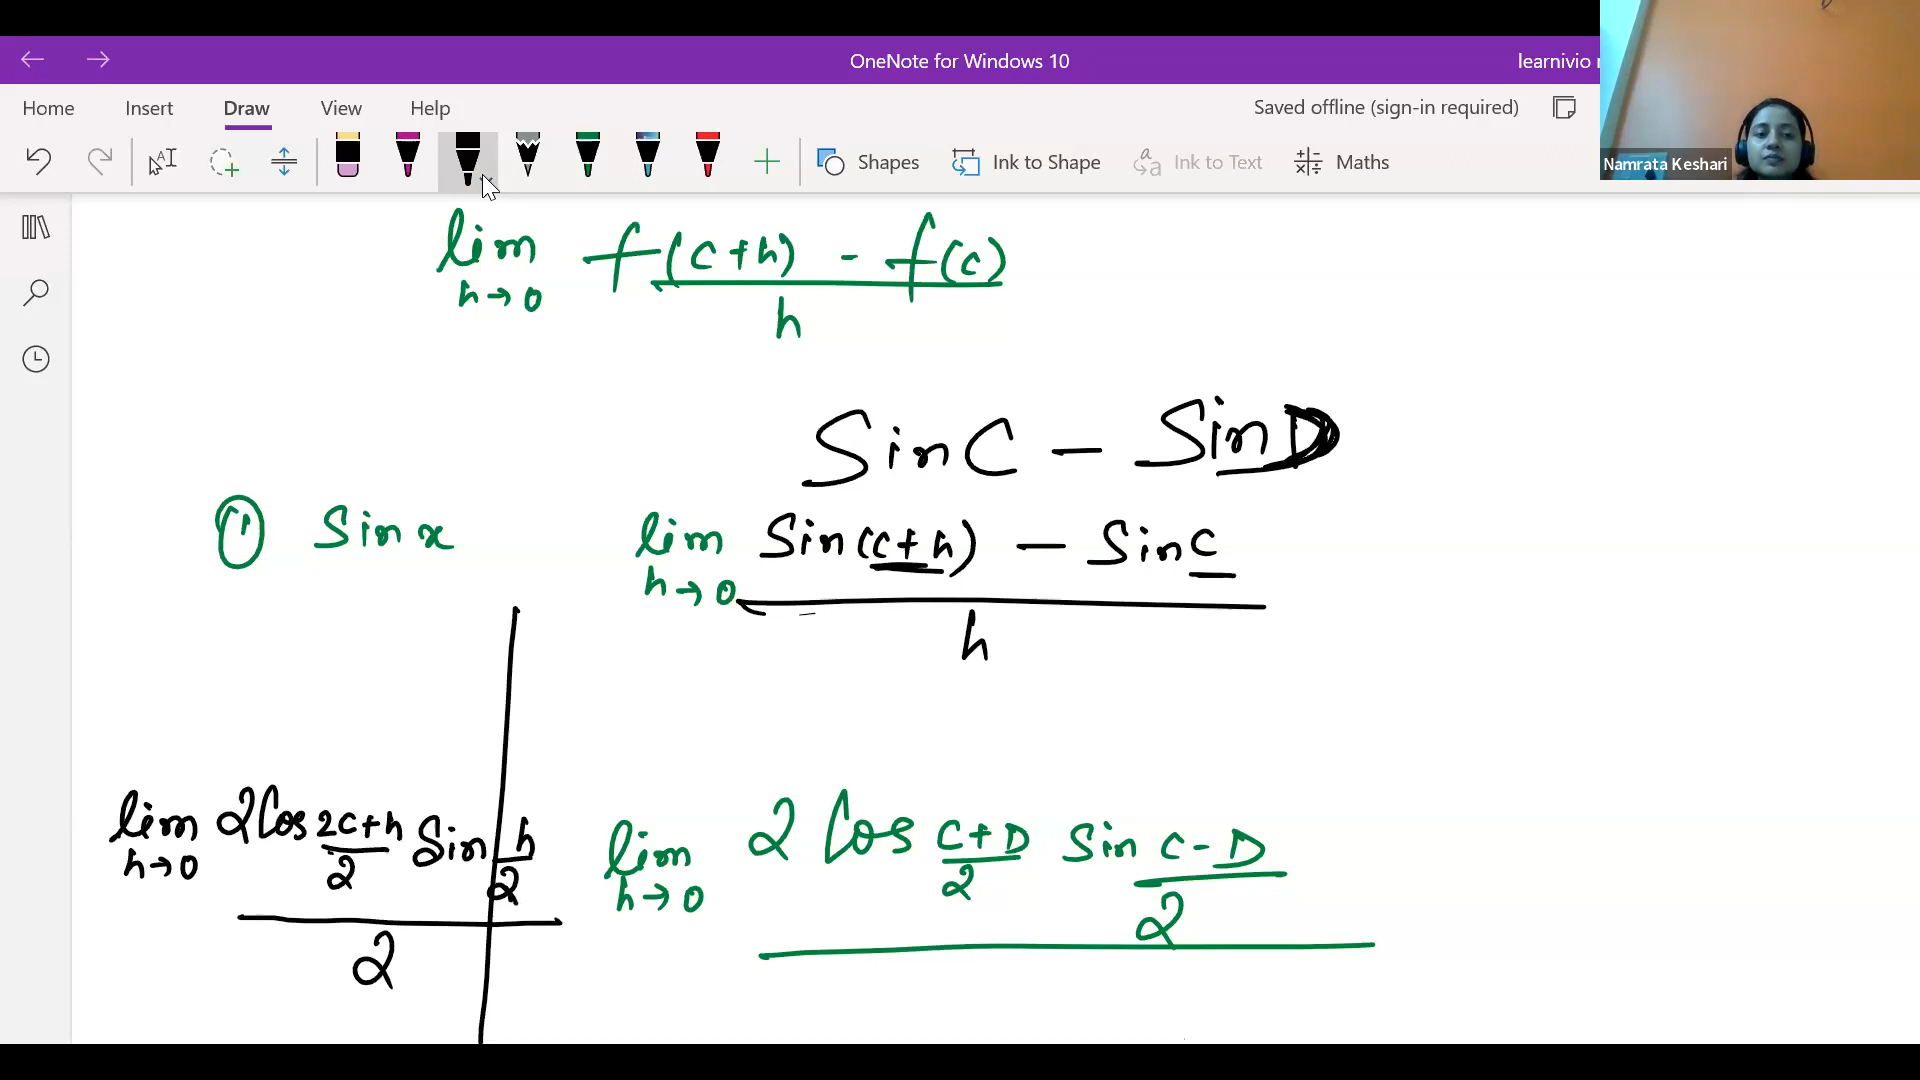 OneNote for Windows 10
learnivio
Home Insert Draw View Help
Saved offline (sign-in required)
Shapes Ink to Shape Ink to Text Maths
Namrata Keshari
lim f(c+h) - f(c)
h→0 h
Sin C − Sin D
① Sin x
lim Sin(c+h) − Sin C
h→0 h
lim 2 Cos 2C+h/2 Sin h/2
h→0
2
lim 2 Cos C+D/2 Sin C-D/2
h→0